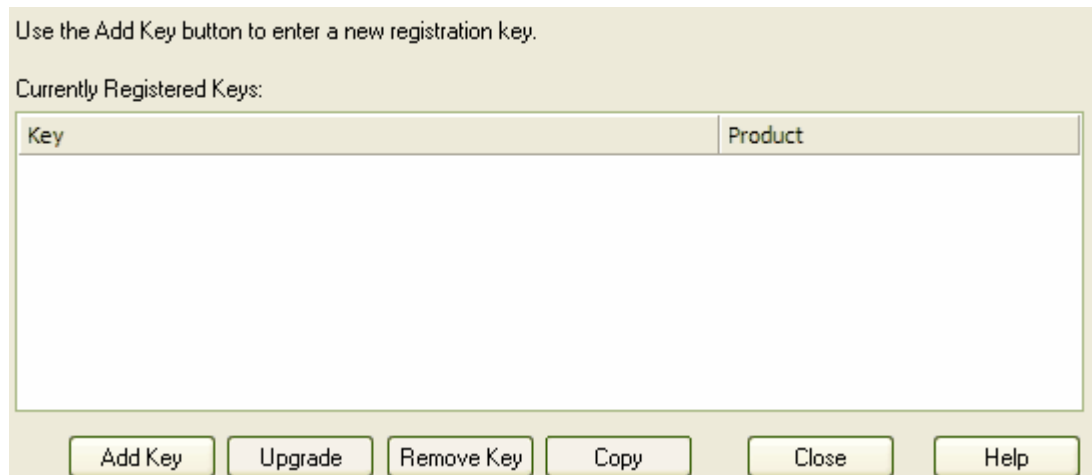 Use the Add Key button to enter a new registration key.
Currently Registered Keys:
Key Product
Add Key Upgrade Remove Key Copy Close Help